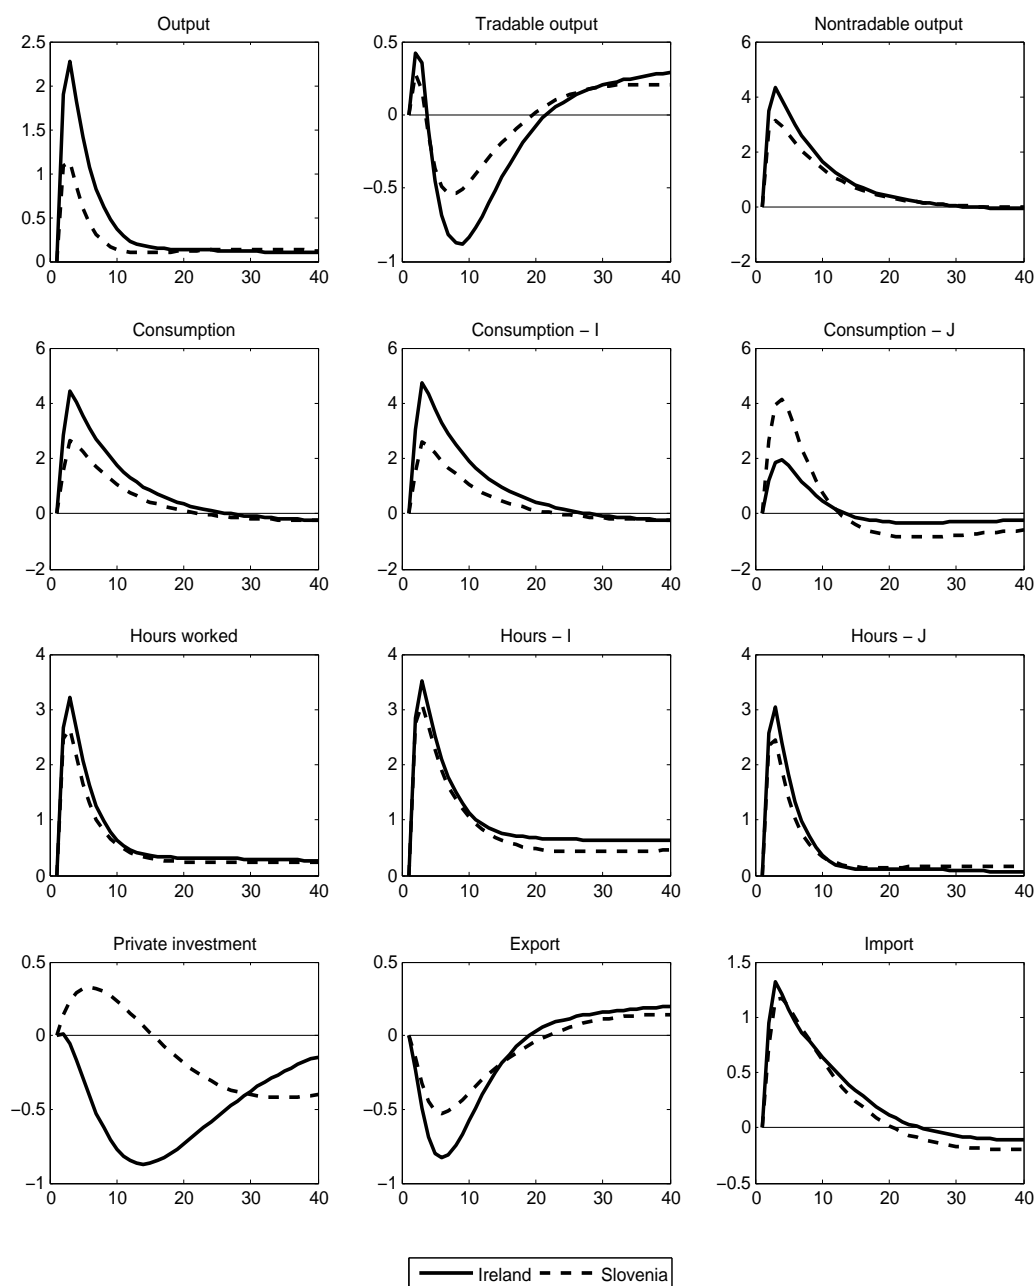 Output
Tradable output
Nontradable output
2.5
2
1.5
1
0.5
0
0 10 20 30 40
0.5
0
−0.5
−1
0 10 20 30 40
6
4
2
0
−2
0 10 20 30 40
Consumption
Consumption − I
Consumption − J
6
4
2
0
−2
0 10 20 30 40
6
4
2
0
−2
0 10 20 30 40
6
4
2
0
−2
0 10 20 30 40
Hours worked
Hours − I
Hours − J
4
3
2
1
0
0 10 20 30 40
4
3
2
1
0
0 10 20 30 40
4
3
2
1
0
0 10 20 30 40
Private investment
Export
Import
0.5
0
−0.5
−1
0 10 20 30 40
0.5
0
−0.5
−1
0 10 20 30 40
1.5
1
0.5
0
−0.5
0 10 20 30 40
Ireland Slovenia